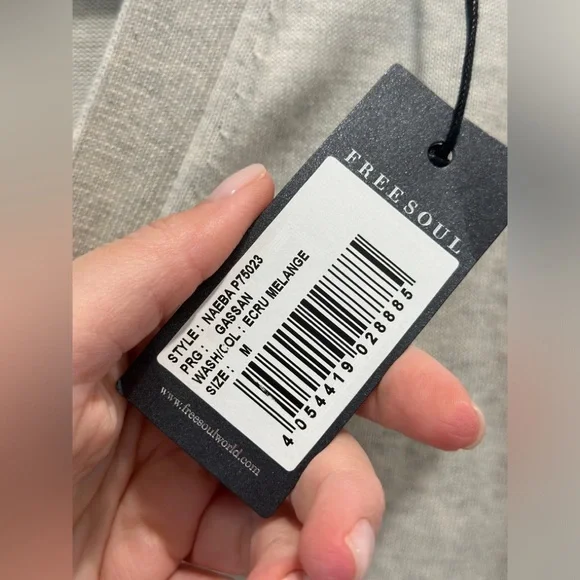 FREESOUL
STYLE : NAEBA P75023
PRG : GASSAN
WASH/COL : ECRU MELANGE
SIZE : M
4 054419 028885
www.freesoulworld.com